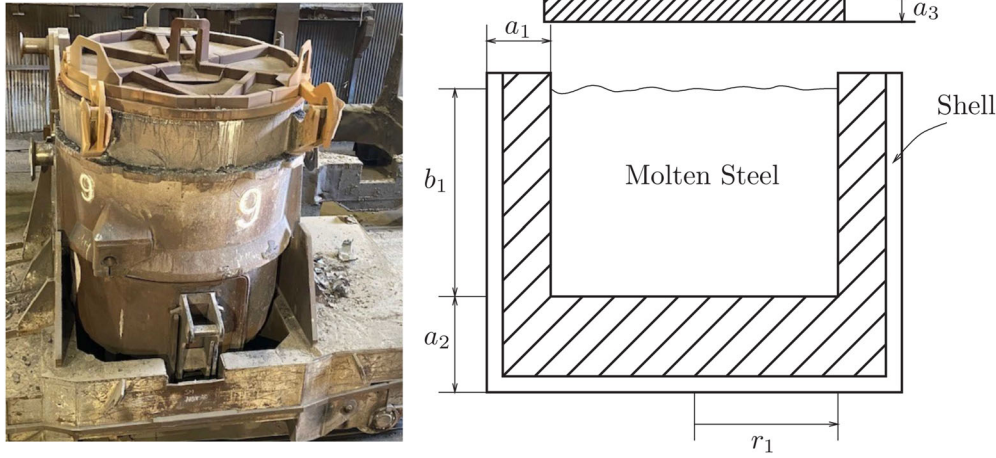 9
9
a₃
a₁
Shell
b₁
Molten Steel
a₂
r₁